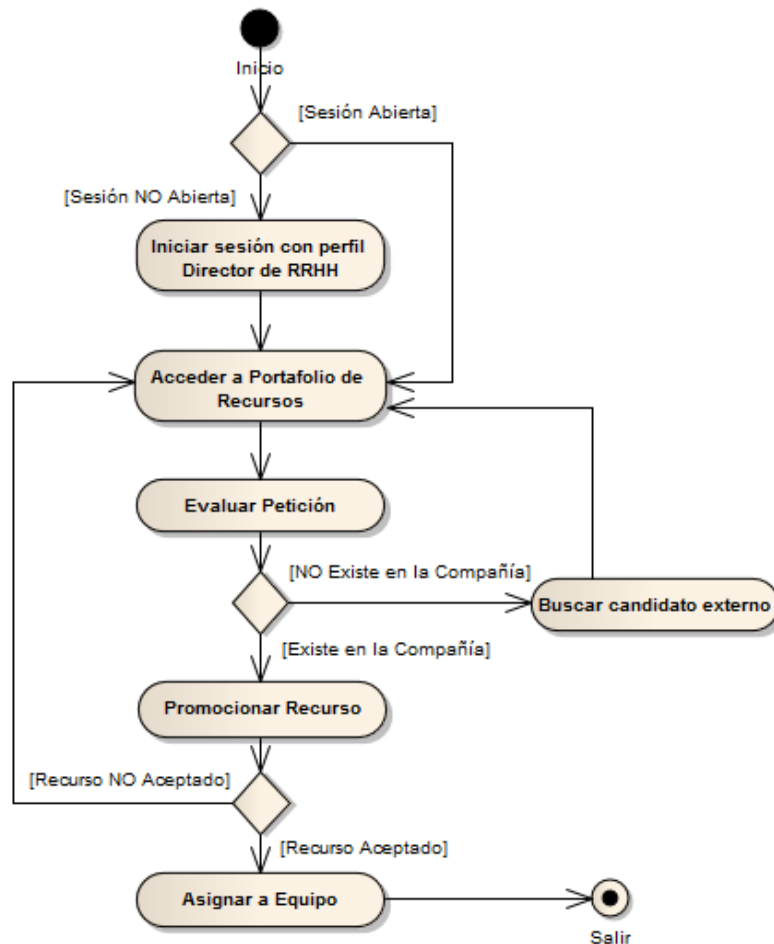 Inicio
[Sesión Abierta]
[Sesión NO Abierta]
Iniciar sesión con perfil
Director de RRHH
Acceder a Portafolio de
Recursos
Evaluar Petición
[NO Existe en la Compañía]
Buscar candidato externo
[Existe en la Compañía]
Promocionar Recurso
[Recurso NO Aceptado]
[Recurso Aceptado]
Asignar a Equipo
Salir